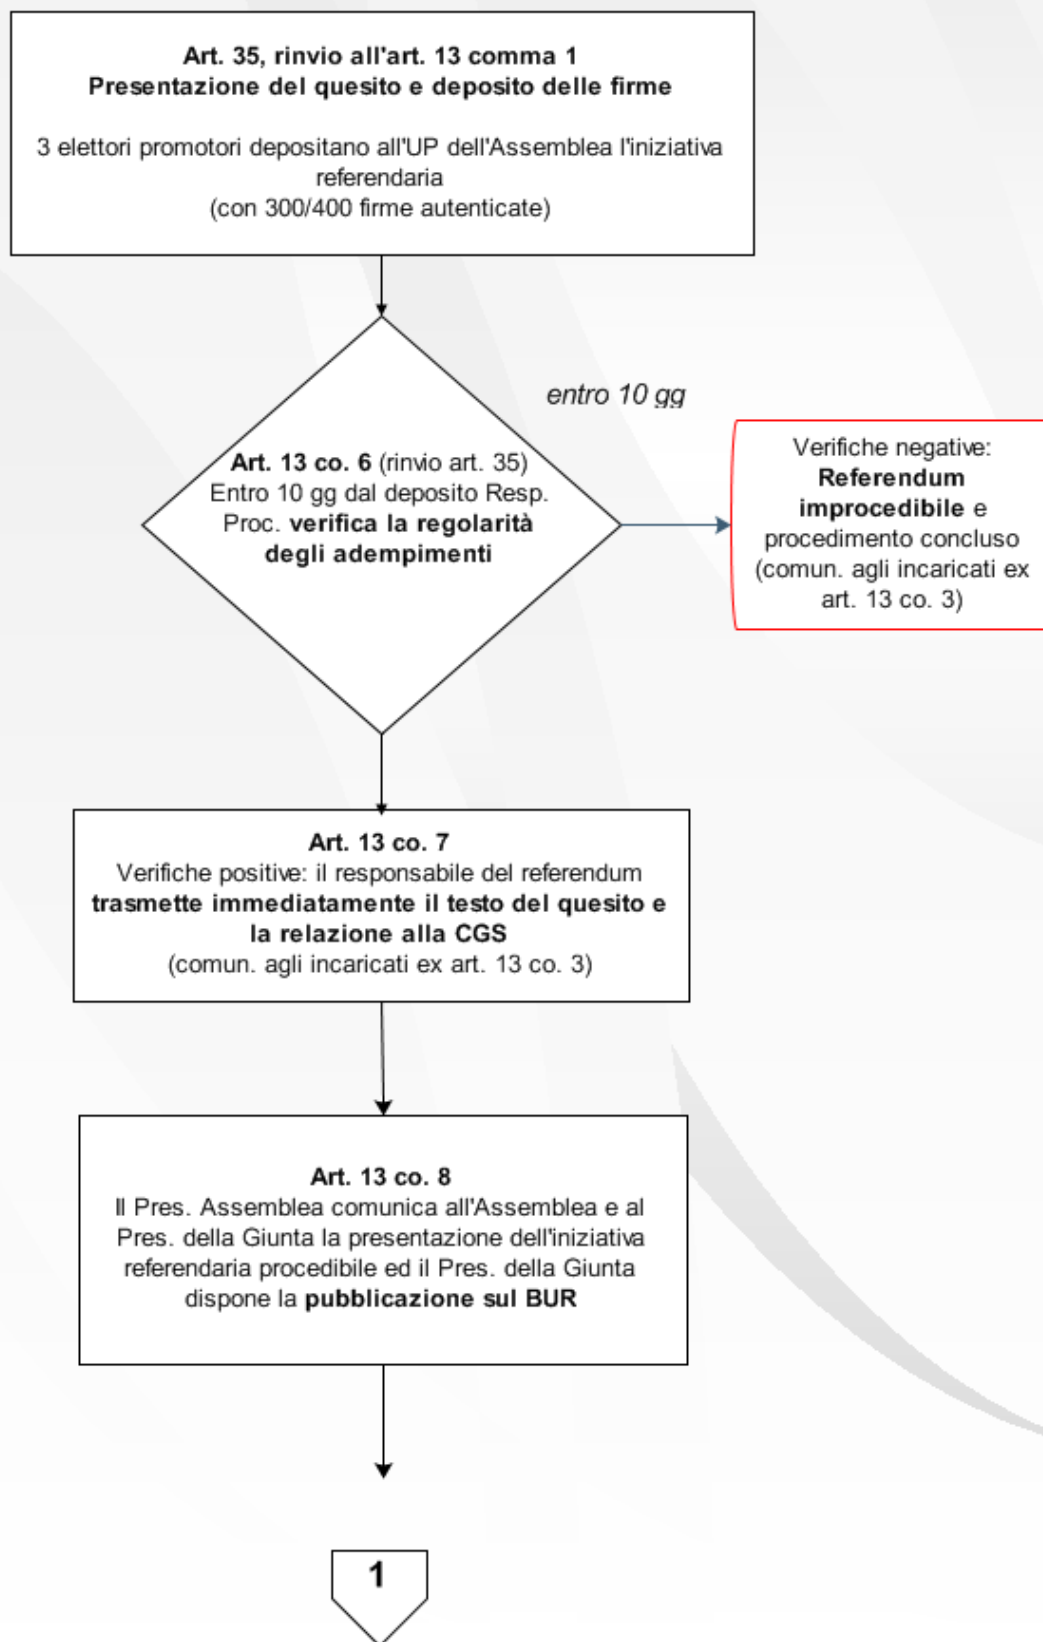 Art. 35, rinvio all'art. 13 comma 1
Presentazione del quesito e deposito delle firme
3 elettori promotori depositano all'UP dell'Assemblea l'iniziativa
referendaria
(con 300/400 firme autenticate)
entro 10 gg
Art. 13 co. 6 (rinvio art. 35)
Entro 10 gg dal deposito Resp.
Proc. verifica la regolarità
degli adempimenti
Verifiche negative:
Referendum
improcedibile e
procedimento concluso
(comun. agli incaricati ex
art. 13 co. 3)
Art. 13 co. 7
Verifiche positive: il responsabile del referendum
trasmette immediatamente il testo del quesito e
la relazione alla CGS
(comun. agli incaricati ex art. 13 co. 3)
Art. 13 co. 8
Il Pres. Assemblea comunica all'Assemblea e al
Pres. della Giunta la presentazione dell'iniziativa
referendaria procedibile ed il Pres. della Giunta
dispone la pubblicazione sul BUR
1